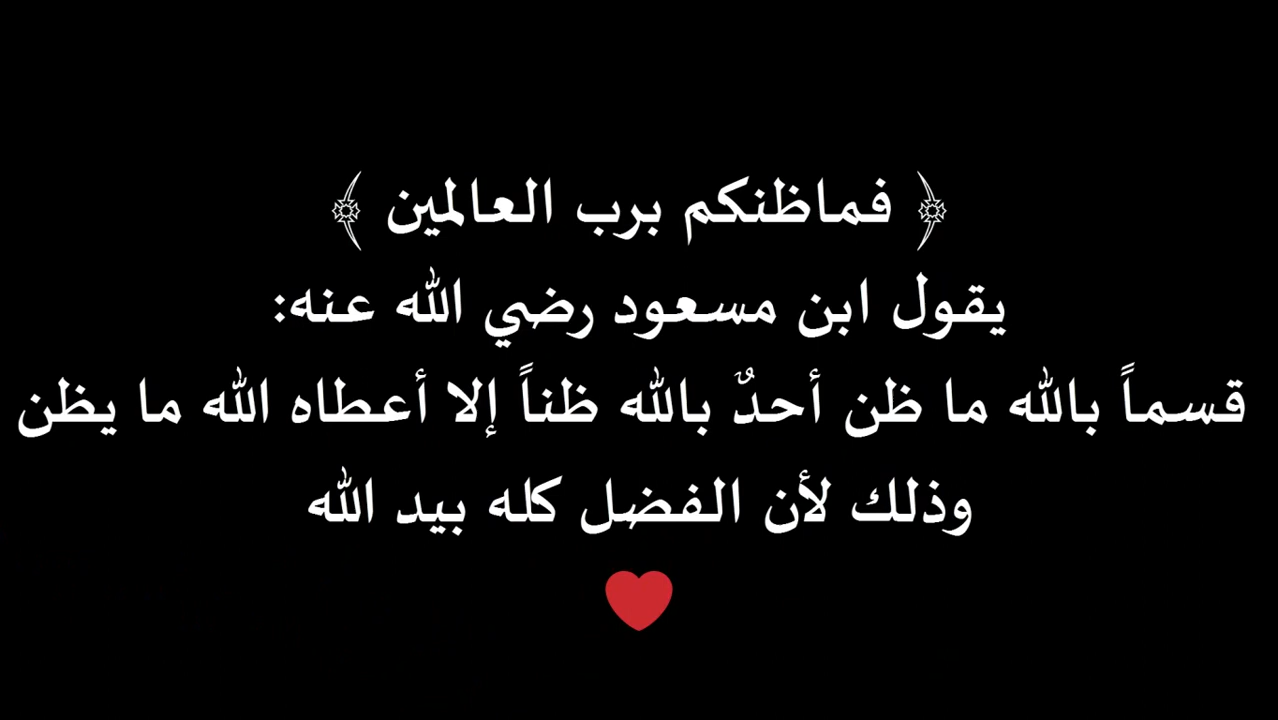 ﴿ فماظنكم برب العالمين ﴾
يقول ابن مسعود رضي الله عنه:
قسماً بالله ما ظن أحدٌ بالله ظناً إلا أعطاه الله ما يظن
وذلك لأن الفضل كله بيد الله